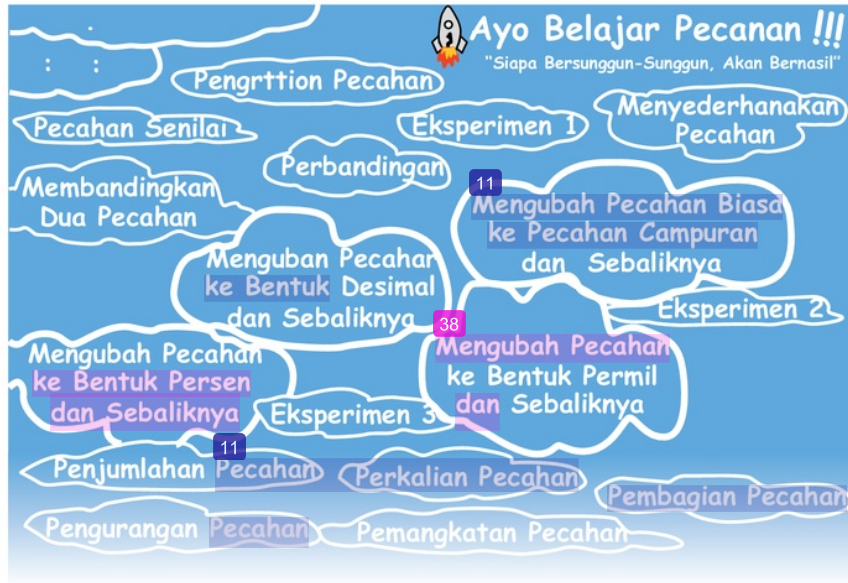 Ayo Belajar Pecanan !!!
"Siapa Bersunggun-Sunggun, Akan Bernasil"
: :
Pengrttion Pecahan
Pecahan Senilai
Eksperimen 1
Menyederhanakan
Pecahan
Perbandingan
Membandingkan
Dua Pecahan
11
Mengubah Pecahan Biasa
ke Pecahan Campuran
dan Sebaliknya
Menguban Pecahan
ke Bentuk Desimal
dan Sebaliknya
Eksperimen 2
38
Mengubah Pecahan
ke Bentuk Persen
dan Sebaliknya
Mengubah Pecahan
ke Bentuk Permil
dan Sebaliknya
Eksperimen 3
11
Penjumlahan Pecahan
Perkalian Pecahan
Pembagian Pecahan
Pengurangan Pecahan
Pemangkatan Pecahan